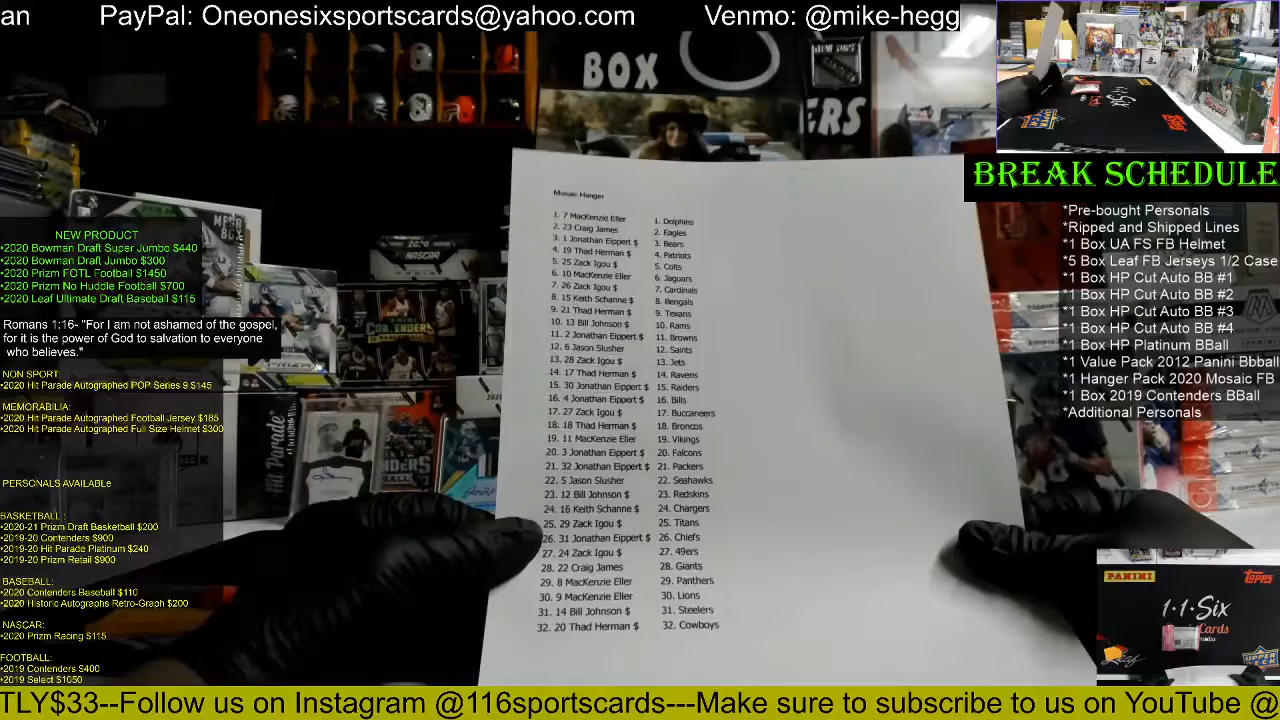 an PayPal: Oneonesixsportscards@yahoo.com Venmo: @mike-hegg
BOX
NEW YORK
ERS
BREAK SCHEDULE
*Pre-bought Personals
*Ripped and Shipped Lines
*1 Box UA FS FB Helmet
*5 Box Leaf FB Jerseys 1/2 Case
*1 Box HP Cut Auto BB #1
*1 Box HP Cut Auto BB #2
*1 Box HP Cut Auto BB #3
*1 Box HP Cut Auto BB #4
*1 Box HP Platinum BBall
*1 Value Pack 2012 Panini Bbball
*1 Hanger Pack 2020 Mosaic FB
*1 Box 2019 Contenders BBall
*Additional Personals
NEW PRODUCT
•2020 Bowman Draft Super Jumbo $440
•2020 Bowman Draft Jumbo $300
•2020 Prizm FOTL Football $1450
•2020 Prizm No Huddle Football $700
•2020 Leaf Ultimate Draft Baseball $115
Romans 1:16- "For I am not ashamed of the gospel,
for it is the power of God to salvation to everyone
who believes."
NON SPORT:
•2020 Hit Parade Autographed POP Series 9 $145
MEMORABILIA:
•2020 Hit Parade Autographed Football Jersey $185
•2020 Hit Parade Autographed Full Size Helmet $300
PERSONALS AVAILABLe
BASKETBALL :
•2020-21 Prizm Draft Basketball $200
•2019-20 Contenders $900
•2019-20 Hit Parade Platinum $240
•2019-20 Prizm Retail $900
BASEBALL:
•2020 Contenders Baseball $110
•2020 Historic Autographs Retro-Graph $200
NASCAR:
•2020 Prizm Racing $115
FOOTBALL:
•2019 Contenders $400
•2019 Select $1050
2020
NASCAR
CONTENDERS
Hit Parade
Mosaic Hanger
1. 7 MacKenzie Eller 1. Dolphins
2. 23 Craig James 2. Eagles
3. 1 Jonathan Eippert $ 3. Bears
4. 19 Thad Herman $ 4. Patriots
5. 25 Zack Igou $ 5. Colts
6. 10 MacKenzie Eller 6. Jaguars
7. 26 Zack Igou $ 7. Cardinals
8. 15 Keith Schanne $ 8. Bengals
9. 21 Thad Herman $ 9. Texans
10. 13 Bill Johnson $ 10. Rams
11. 2 Jonathan Eippert $ 11. Browns
12. 6 Jason Slusher 12. Saints
13. 28 Zack Igou $ 13. Jets
14. 17 Thad Herman $ 14. Ravens
15. 30 Jonathan Eippert $ 15. Raiders
16. 4 Jonathan Eippert $ 16. Bills
17. 27 Zack Igou $ 17. Buccaneers
18. 18 Thad Herman $ 18. Broncos
19. 11 MacKenzie Eller 19. Vikings
20. 3 Jonathan Eippert $ 20. Falcons
21. 32 Jonathan Eippert $ 21. Packers
22. 5 Jason Slusher 22. Seahawks
23. 12 Bill Johnson $ 23. Redskins
24. 16 Keith Schanne $ 24. Chargers
25. 29 Zack Igou $ 25. Titans
26. 31 Jonathan Eippert $ 26. Chiefs
27. 24 Zack Igou $ 27. 49ers
28. 22 Craig James 28. Giants
29. 8 MacKenzie Eller 29. Panthers
30. 9 MacKenzie Eller 30. Lions
31. 14 Bill Johnson $ 31. Steelers
32. 20 Thad Herman $ 32. Cowboys
PANINI
Topps
1·1·Six
Cards
Leaf
UPPER DECK
TLY$33--Follow us on Instagram @116sportscards---Make sure to subscribe to us on YouTube @